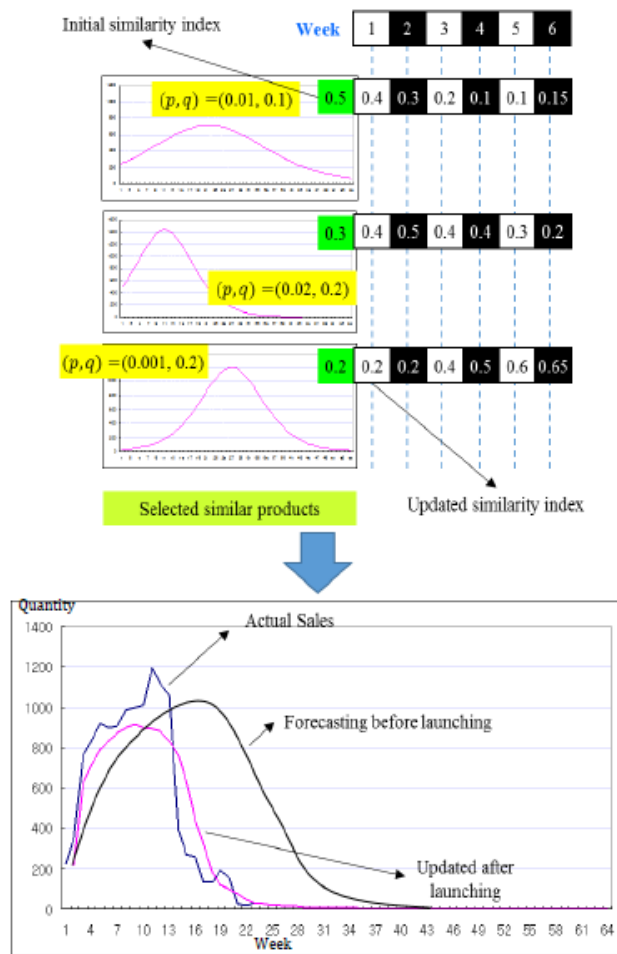 Initial similarity index
Week 1 2 3 4 5 6
(p,q) =(0.01, 0.1)
0.5 0.4 0.3 0.2 0.1 0.1 0.15
0.3 0.4 0.5 0.4 0.4 0.3 0.2
(p,q) =(0.02, 0.2)
(p,q) =(0.001, 0.2)
0.2 0.2 0.2 0.4 0.5 0.6 0.65
Selected similar products
Updated similarity index
Quantity
Actual Sales
Forecasting before launching
Updated after
launching
1400
1200
1000
800
600
400
200
0
1 4 7 10 13 16 19 22 25 28 31 34 37 40 43 46 49 52 55 58 61 64
Week